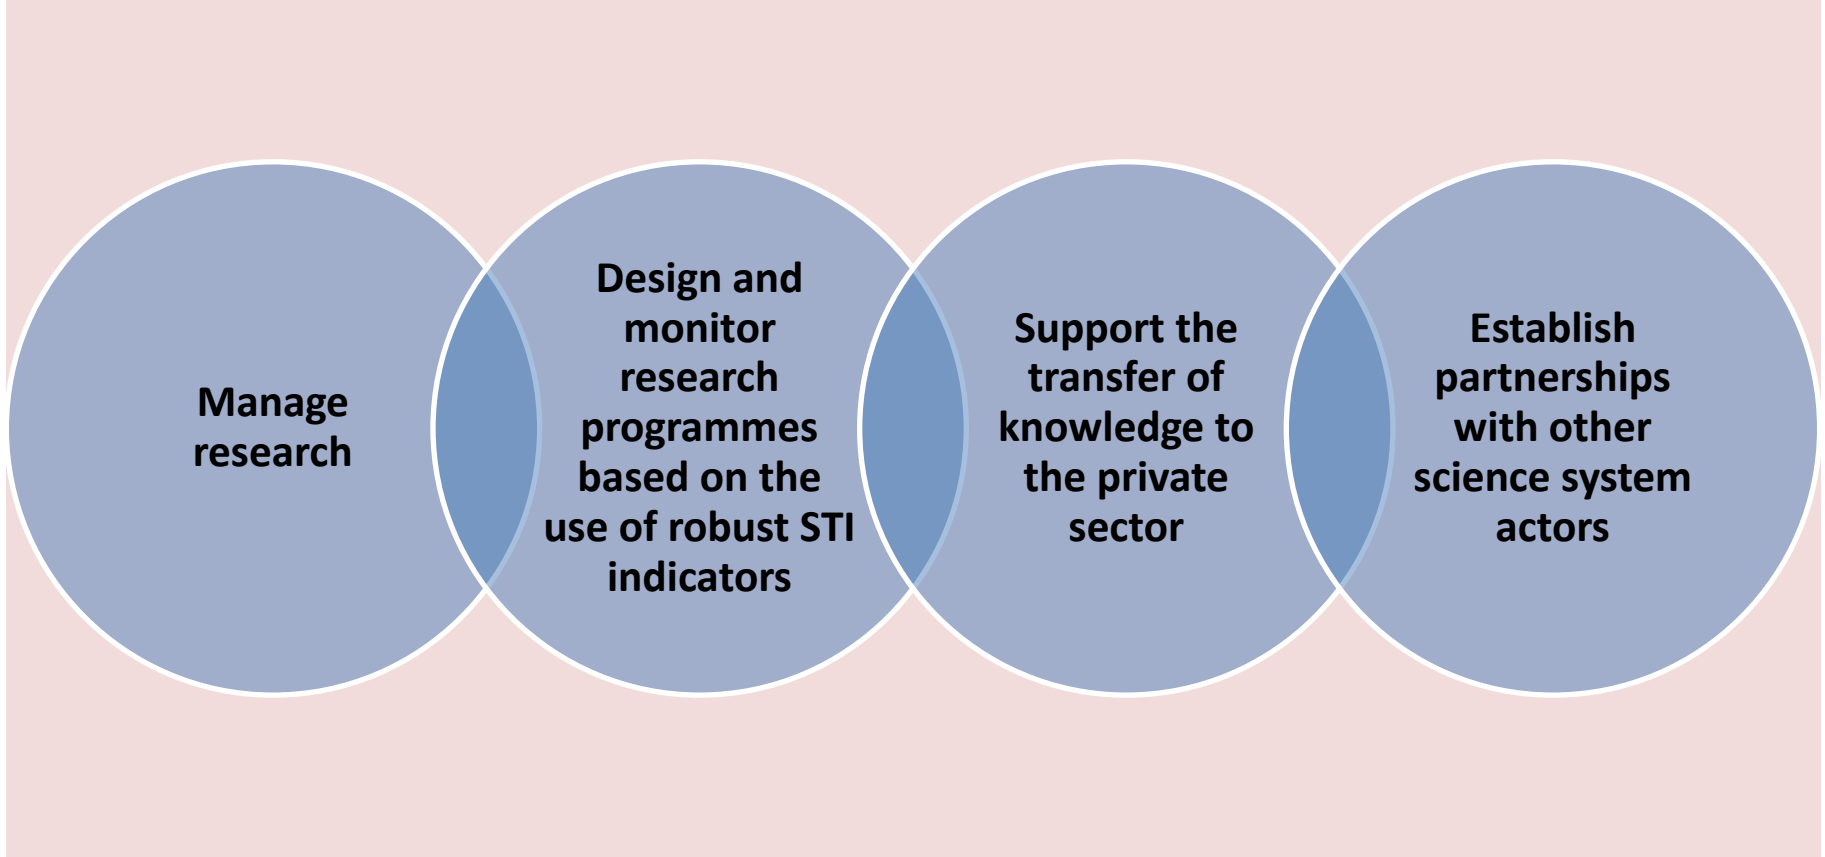 Manage
research
Design and
monitor
research
programmes
based on the
use of robust STI
indicators
Support the
transfer of
knowledge to
the private
sector
Establish
partnerships
with other
science system
actors